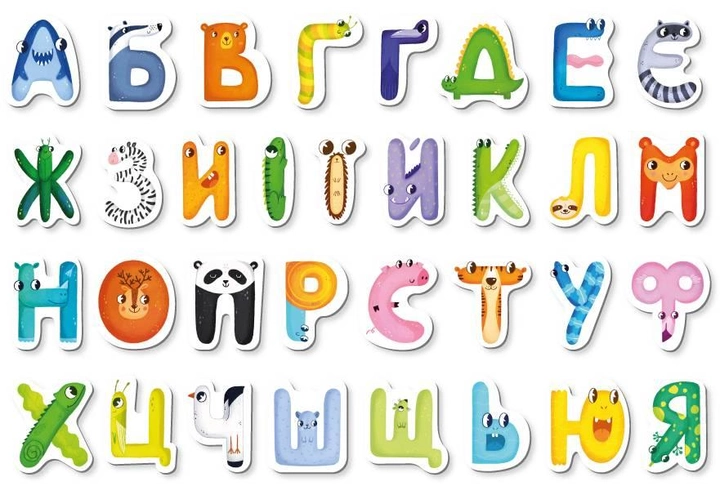 А Б В Г Ґ Д Е Є
Ж З И І Ї Й К Л М
Н О П Р С Т У Ф
Х Ц Ч Ш Щ Ь Ю Я